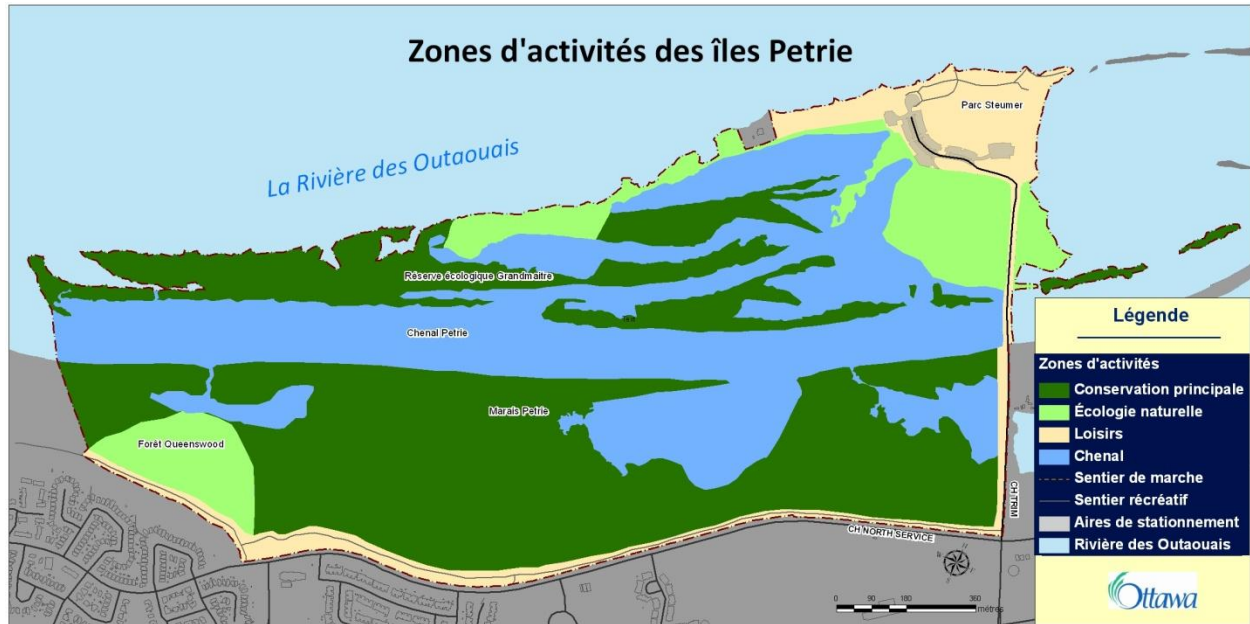 Zones d'activités des îles Petrie
Parc Steumer
La Rivière des Outaouais
Réserve écologique Grandmaître
Chenal Petrie
Marais Petrie
Forêt Queenswood
CH TRIM
CH NORTH SERVICE
0 90 180 360
mètres
Légende
Zones d'activités
Conservation principale
Écologie naturelle
Loisirs
Chenal
Sentier de marche
Sentier récréatif
Aires de stationnement
Rivière des Outaouais
Ottawa